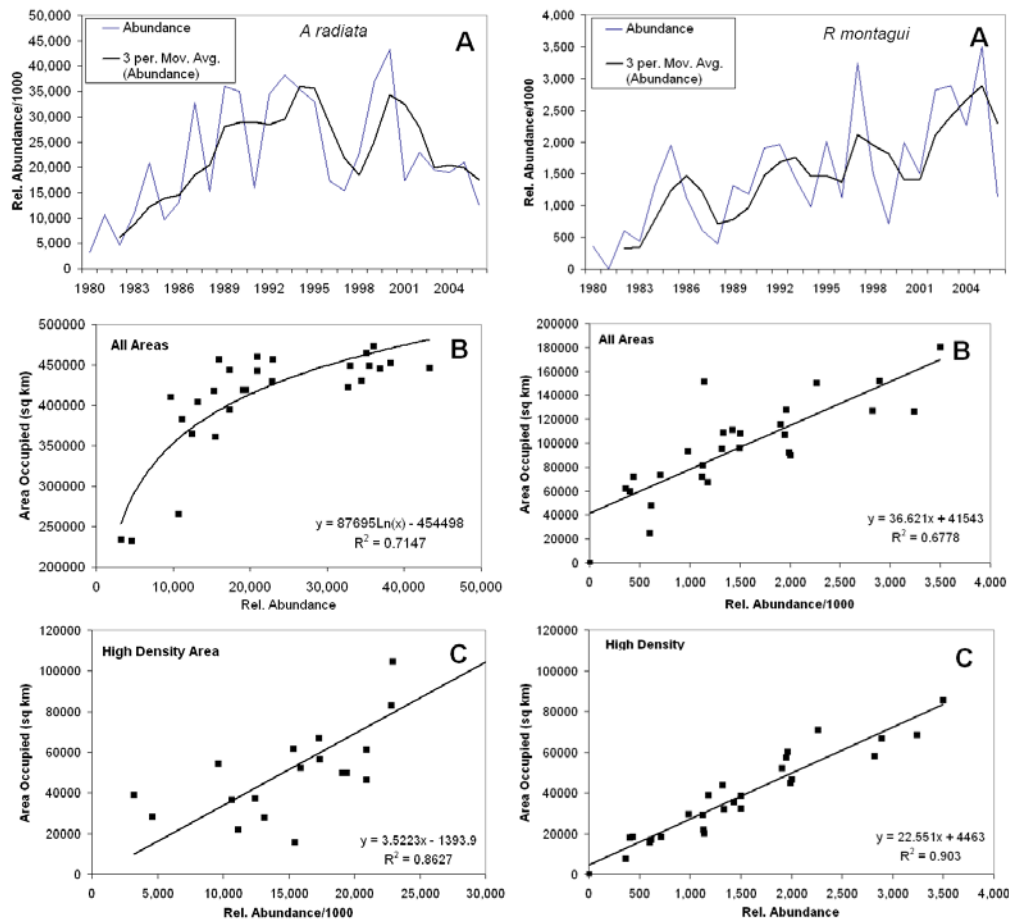 A radiata
A
Abundance
3 per. Mov. Avg.
(Abundance)
Rel. Abundance/1000
50,000
45,000
40,000
35,000
30,000
25,000
20,000
15,000
10,000
5,000
0
1980 1983 1986 1989 1992 1995 1998 2001 2004
R montagui
A
Abundance
3 per. Mov. Avg.
(Abundance)
Rel. Abundance/1000
4,000
3,500
3,000
2,500
2,000
1,500
1,000
500
0
1980 1983 1986 1989 1992 1995 1998 2001 2004
All Areas
B
Area Occupied (sq km)
500000
450000
400000
350000
300000
250000
200000
y = 87695Ln(x) - 454498
R² = 0.7147
0 10,000 20,000 30,000 40,000 50,000
Rel. Abundance
All Areas
B
Area Occupied (sq km)
200000
180000
160000
140000
120000
100000
80000
60000
40000
20000
0
y = 36.621x + 41543
R² = 0.6778
0 500 1,000 1,500 2,000 2,500 3,000 3,500 4,000
Rel. Abundance/1000
High Density Area
C
Area Occupied (sq km)
120000
100000
80000
60000
40000
20000
0
y = 3.5223x - 1393.9
R² = 0.8627
0 5,000 10,000 15,000 20,000 25,000 30,000
Rel. Abundance/1000
High Density
C
Area Occupied (sq km)
120000
100000
80000
60000
40000
20000
0
y = 22.551x + 4463
R² = 0.903
0 500 1,000 1,500 2,000 2,500 3,000 3,500 4,000
Rel. Abundance